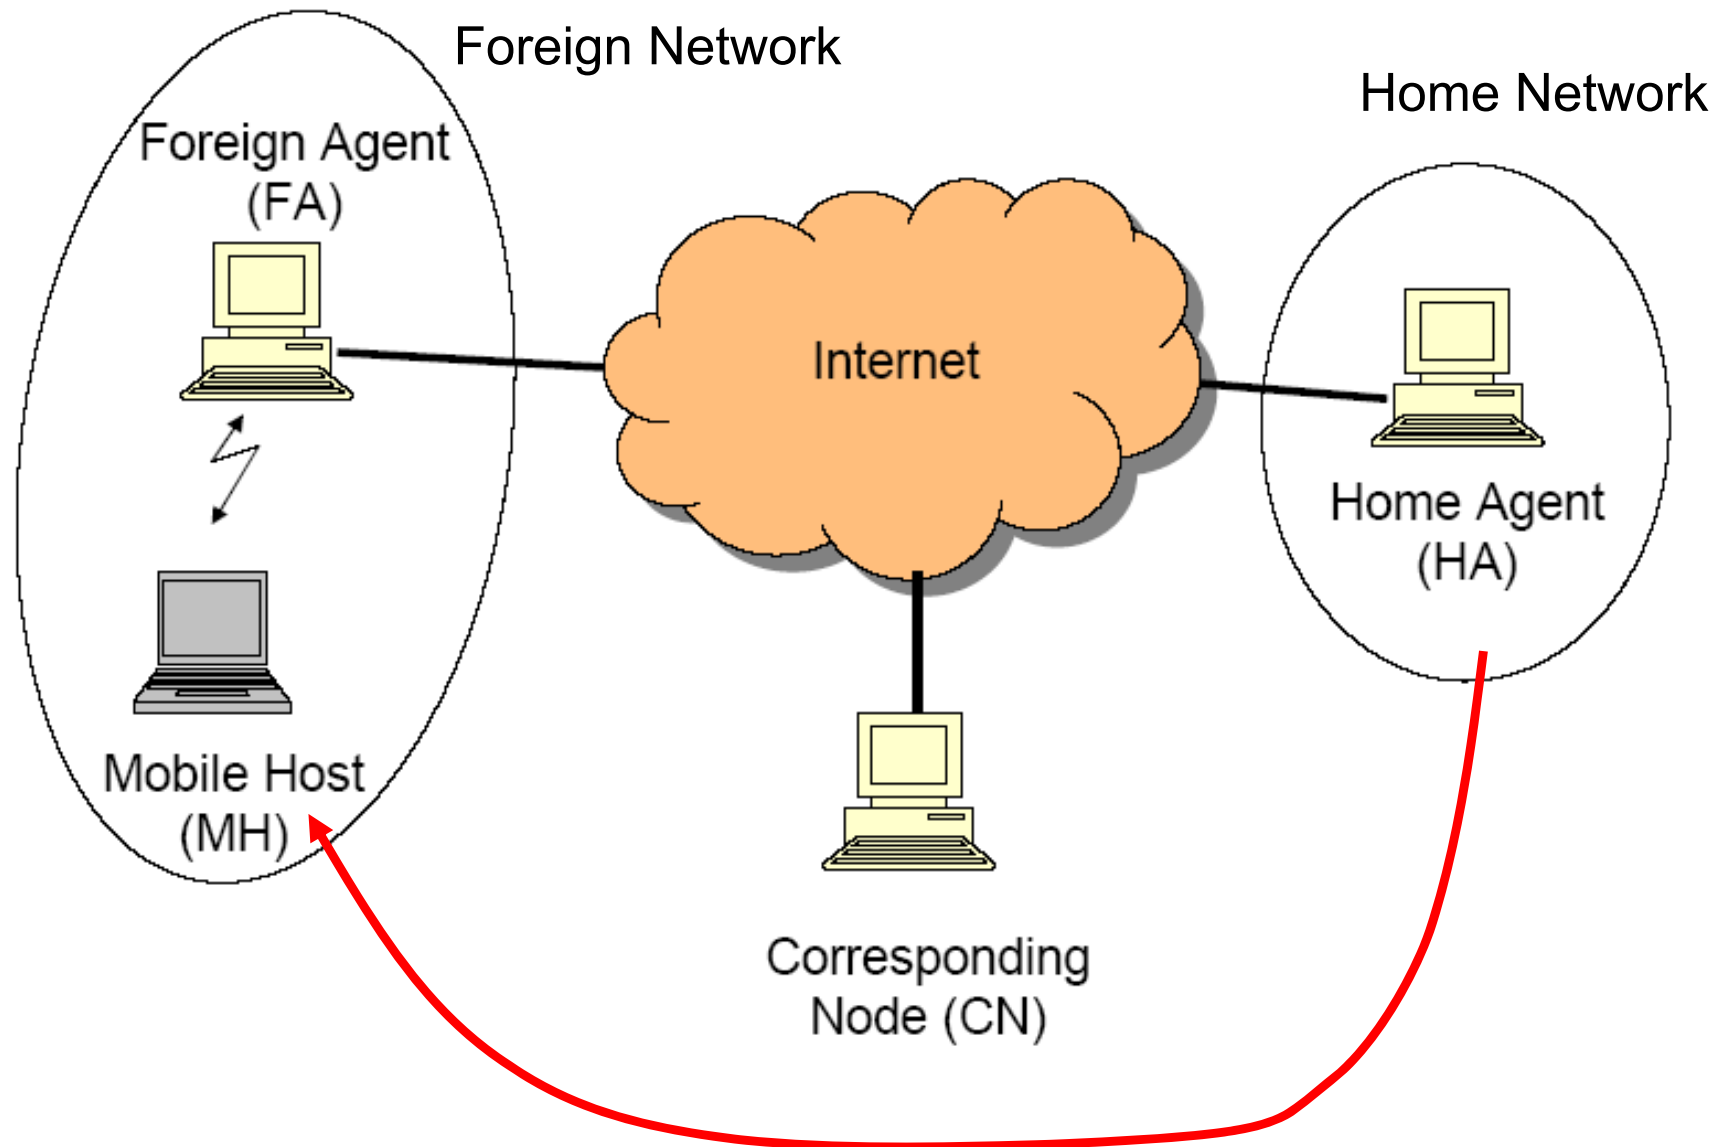 Foreign Network
Home Network
Foreign Agent
(FA)
Internet
Home Agent
(HA)
Mobile Host
(MH)
Corresponding
Node (CN)